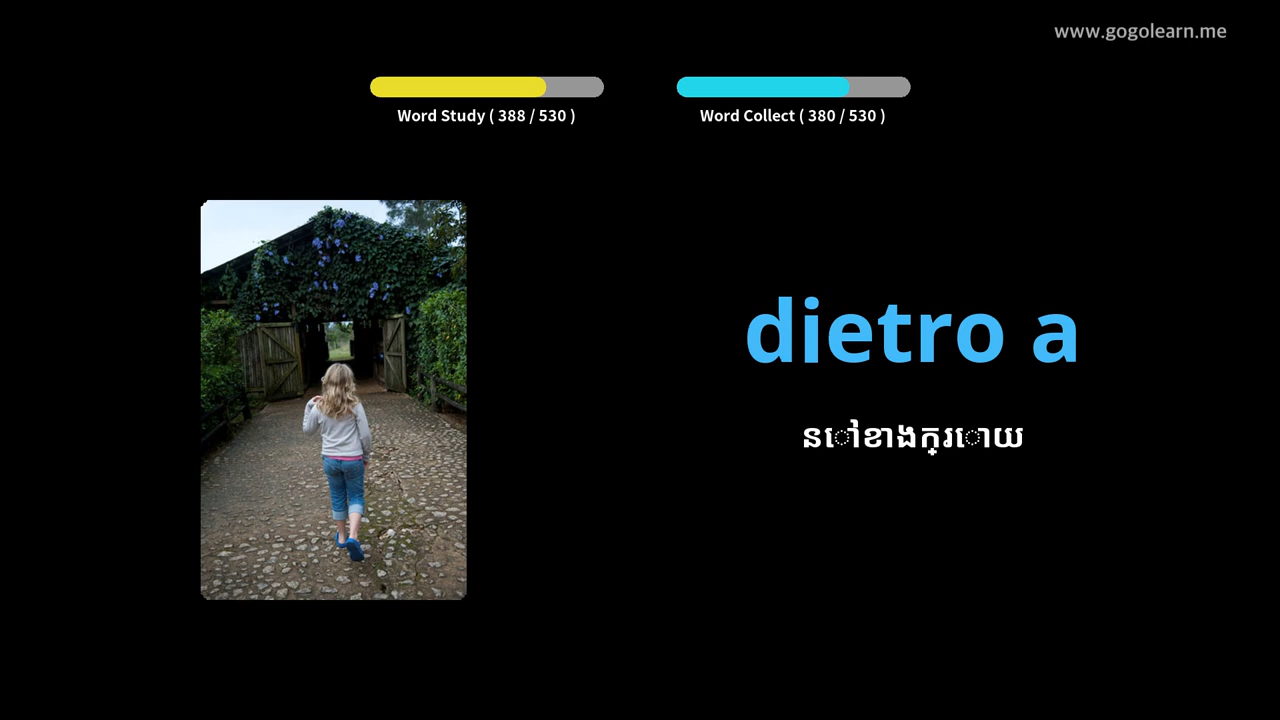 www.gogolearn.me
Word Study ( 388 / 530 )
Word Collect ( 380 / 530 )
dietro a
នៅខាងក្រោយ